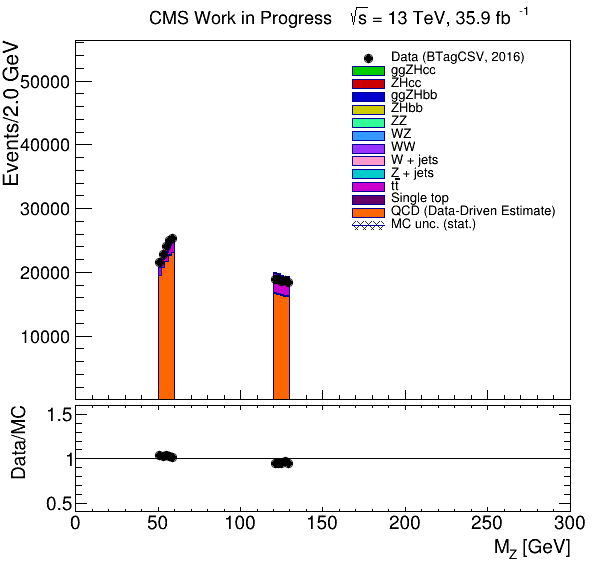 CMS Work in Progress √s = 13 TeV, 35.9 fb⁻¹
Events/2.0 GeV
50000
40000
30000
20000
10000
Data (BTagCSV, 2016)
ggZHcc
ZHcc
ggZHbb
ZHbb
ZZ
WZ
WW
W + jets
Z + jets
tt̅
Single top
QCD (Data-Driven Estimate)
MC unc. (stat.)
Data/MC
1.5
1
0.5
0 50 100 150 200 250 300
M_Z [GeV]